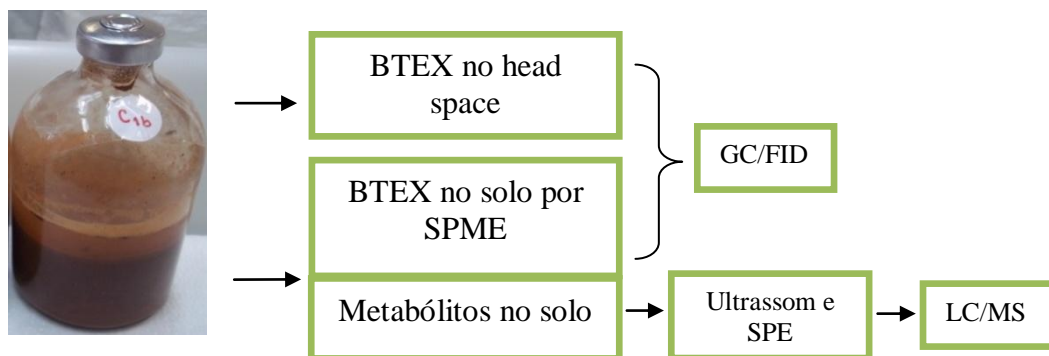 C1b
BTEX no head
space
GC/FID
BTEX no solo por
SPME
Metabólitos no solo
Ultrassom e
SPE
LC/MS